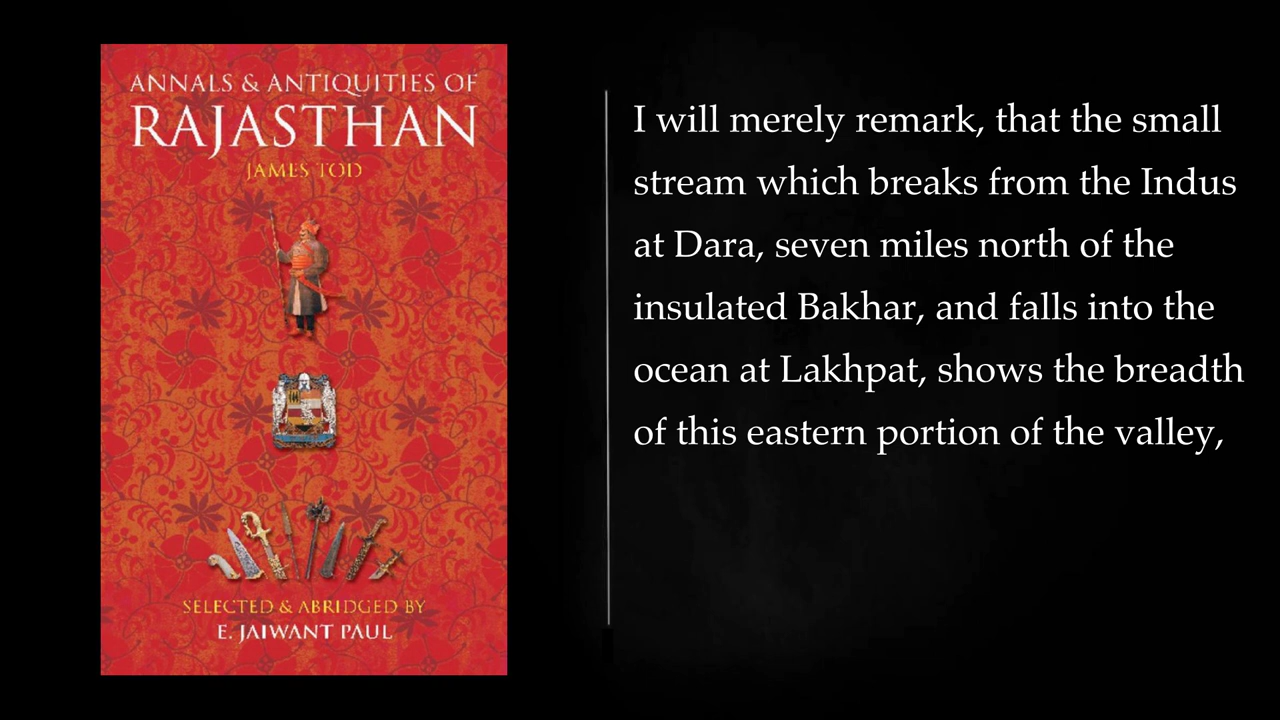 ANNALS & ANTIQUITIES OF
RAJASTHAN
JAMES TOD
SELECTED & ABRIDGED BY
E. JAIWANT PAUL
I will merely remark, that the small
stream which breaks from the Indus
at Dara, seven miles north of the
insulated Bakhar, and falls into the
ocean at Lakhpat, shows the breadth
of this eastern portion of the valley,